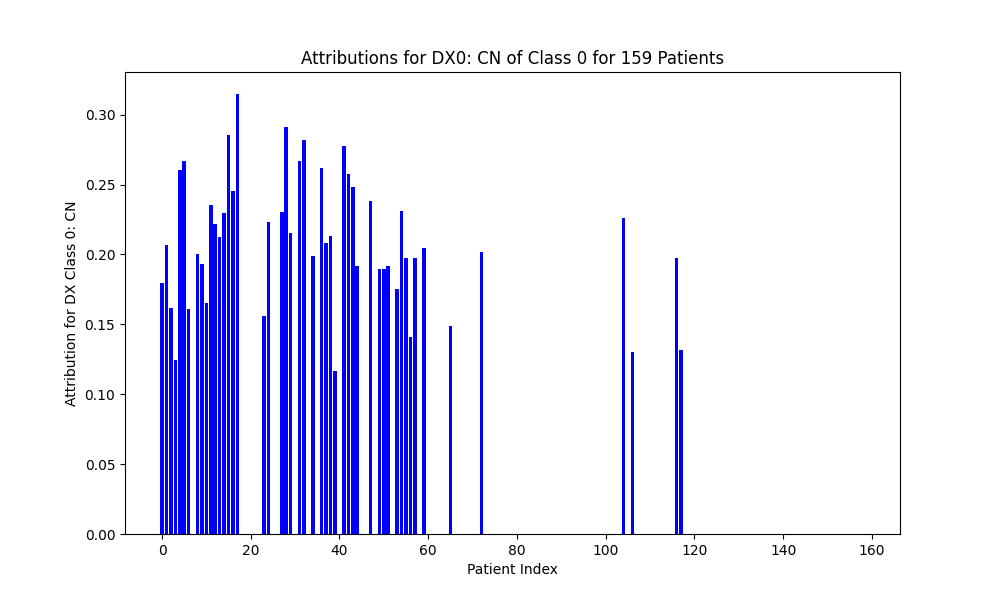 Attributions for DX0: CN of Class 0 for 159 Patients
Attribution for DX Class 0: CN
0.30
0.25
0.20
0.15
0.10
0.05
0.00
0 20 40 60 80 100 120 140 160
Patient Index